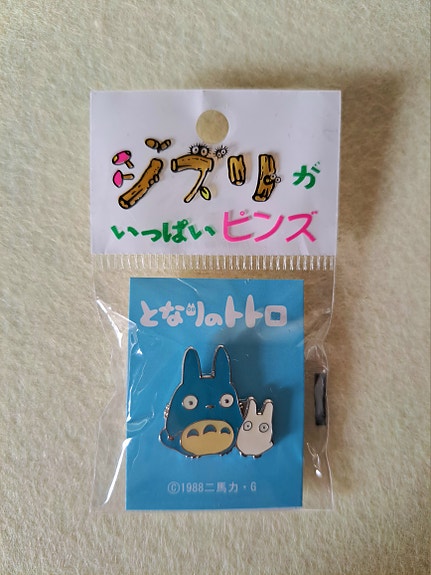 ジブリが
いっぱいピンズ
となりのトトロ
©1988二馬力・G